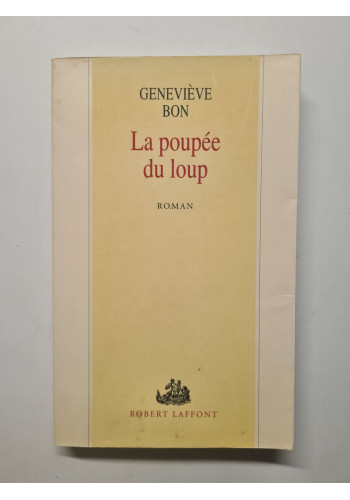 GENEVIÈVE
BON
La poupée
du loup
ROMAN
ROBERT LAFFONT